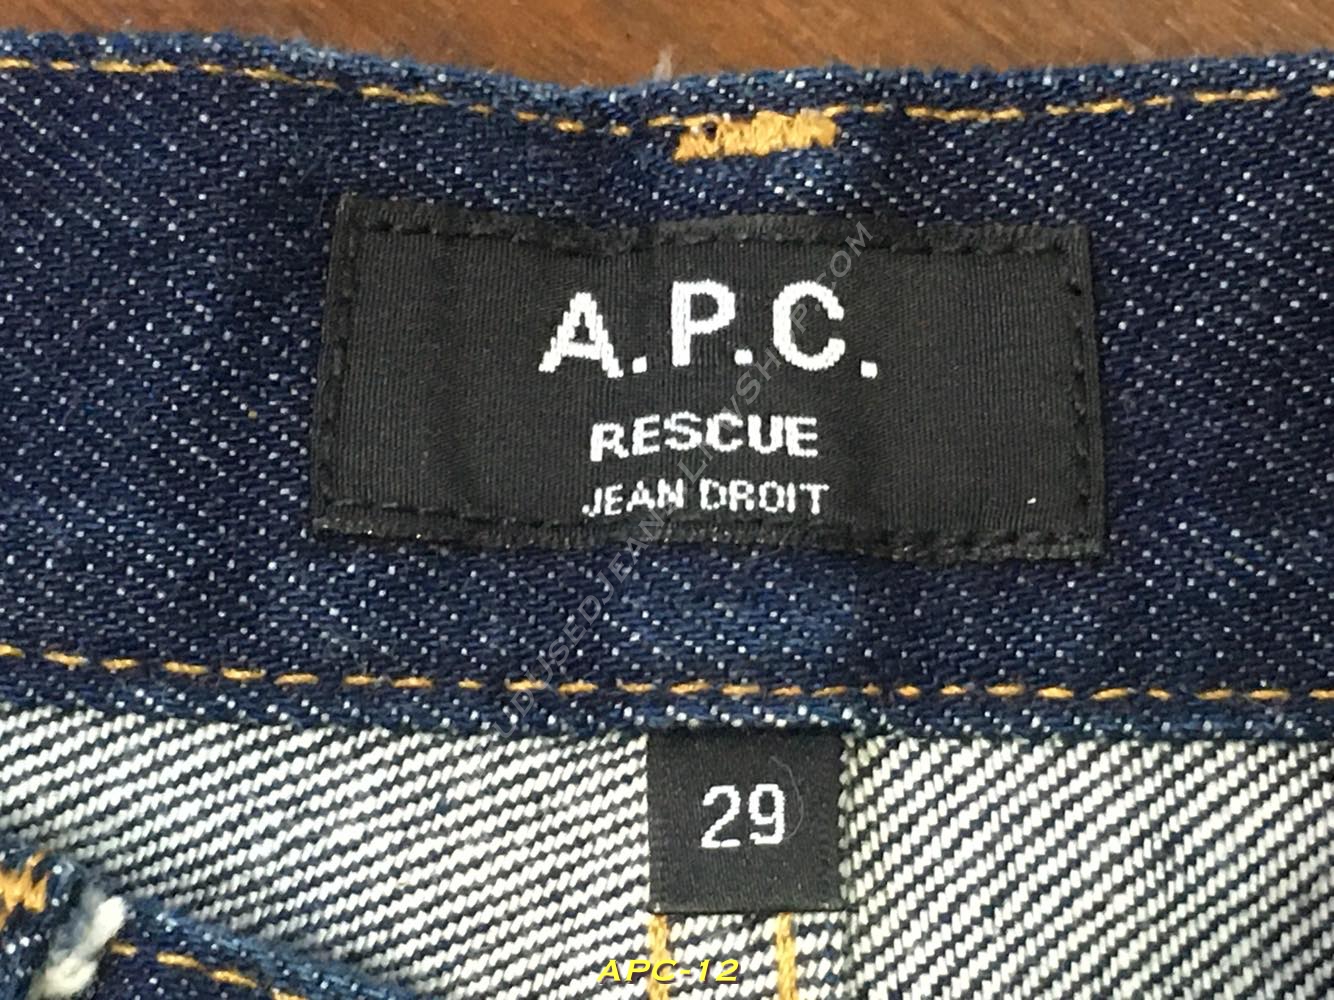 A.P.C.
RESCUE
JEAN DROIT
29
APC-12